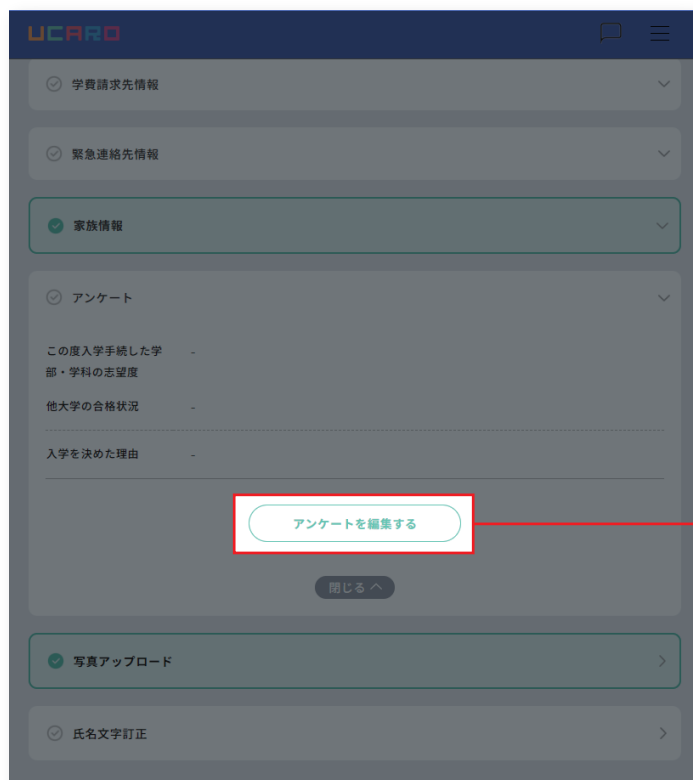 UCARO
学費請求先情報
緊急連絡先情報
家族情報
アンケート
この度入学手続した学 -
部・学科の志望度
他大学の合格状況 -
入学を決めた理由 -
アンケートを編集する
閉じる
写真アップロード
氏名文字訂正